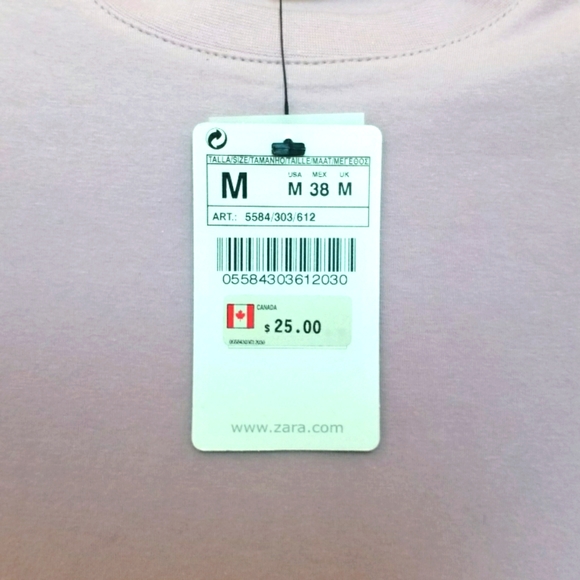 TALLA/SIZE/TAMANHO/TAILLE/MAAT/ΜΕΓΕΘΟΣ
M
USA MEX UK
M 38 M
ART.: 5584/303/612
05584303612030
CANADA
$ 25.00
www.zara.com